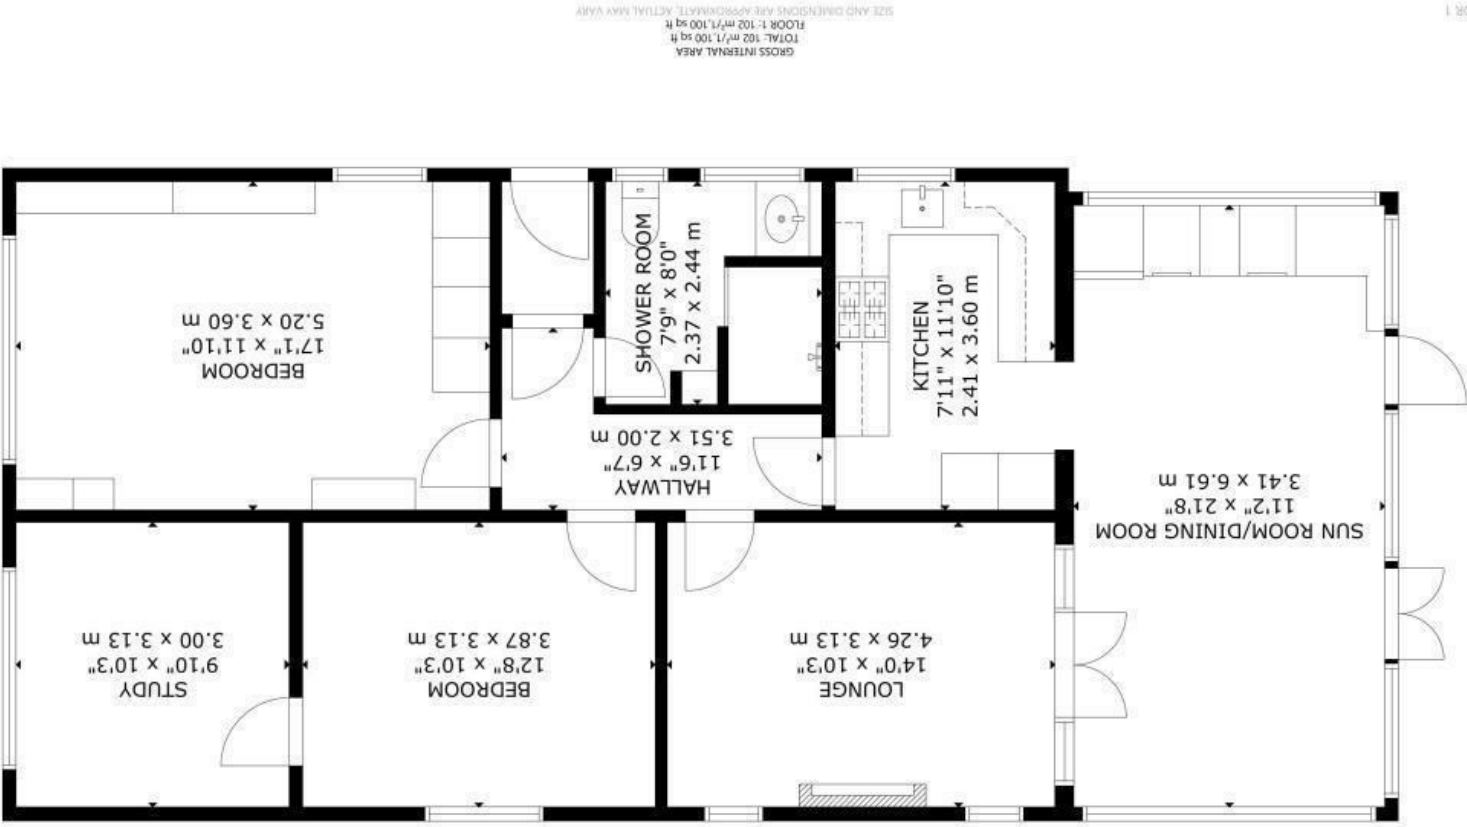 GROSS INTERNAL AREA
TOTAL: 102 m²/1,100 sq ft
FLOOR 1: 102 m²/1,100 sq ft
SIZE AND DIMENSIONS ARE APPROXIMATE, ACTUAL MAY VARY
OR 1
BEDROOM
17'1" x 11'10"
5.20 x 3.60 m
SHOWER ROOM
7'9" x 8'0"
2.37 x 2.44 m
KITCHEN
7'11" x 11'10"
2.41 x 3.60 m
HALLWAY
11'6" x 6'7"
3.51 x 2.00 m
SUN ROOM/DINING ROOM
11'2" x 21'8"
3.41 x 6.61 m
STUDY
9'10" x 10'3"
3.00 x 3.13 m
BEDROOM
12'8" x 10'3"
3.87 x 3.13 m
LOUNGE
14'0" x 10'3"
4.26 x 3.13 m